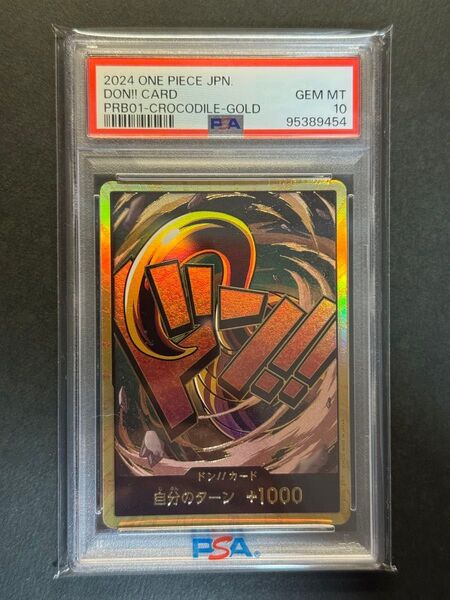 2024 ONE PIECE JPN.
DON!! CARD GEM MT
PRB01-CROCODILE-GOLD 10
PSA 95389454
ドン!!
ドン!!カード
自分のターン +1000
PSA